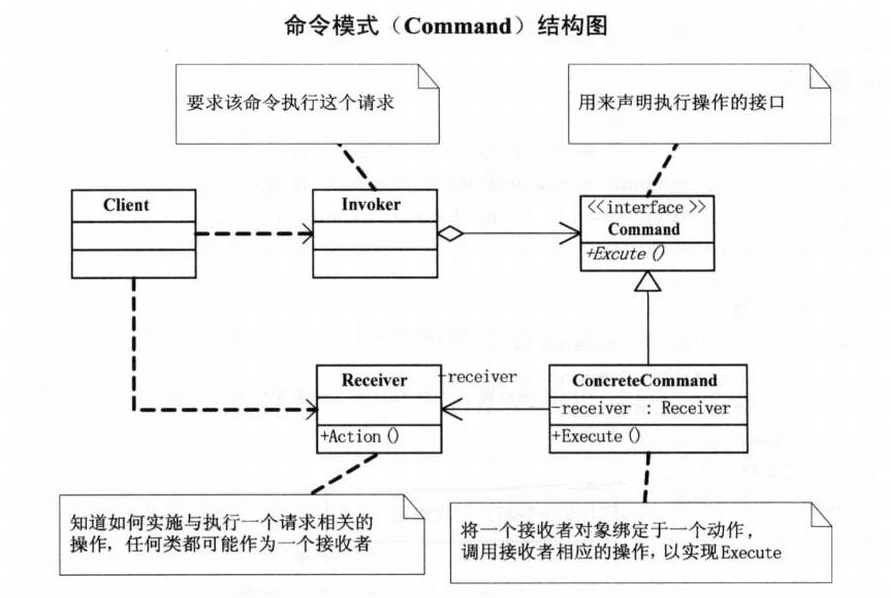 命令模式（Command）结构图
要求该命令执行这个请求
用来声明执行操作的接口
Client
Invoker
<<interface >>
Command
+Excute ()
Receiver
-receiver
ConcreteCommand
-receiver : Receiver
+Action ()
+Execute ()
知道如何实施与执行一个请求相关的
操作，任何类都可能作为一个接收者
将一个接收者对象绑定于一个动作，
调用接收者相应的操作，以实现Execute